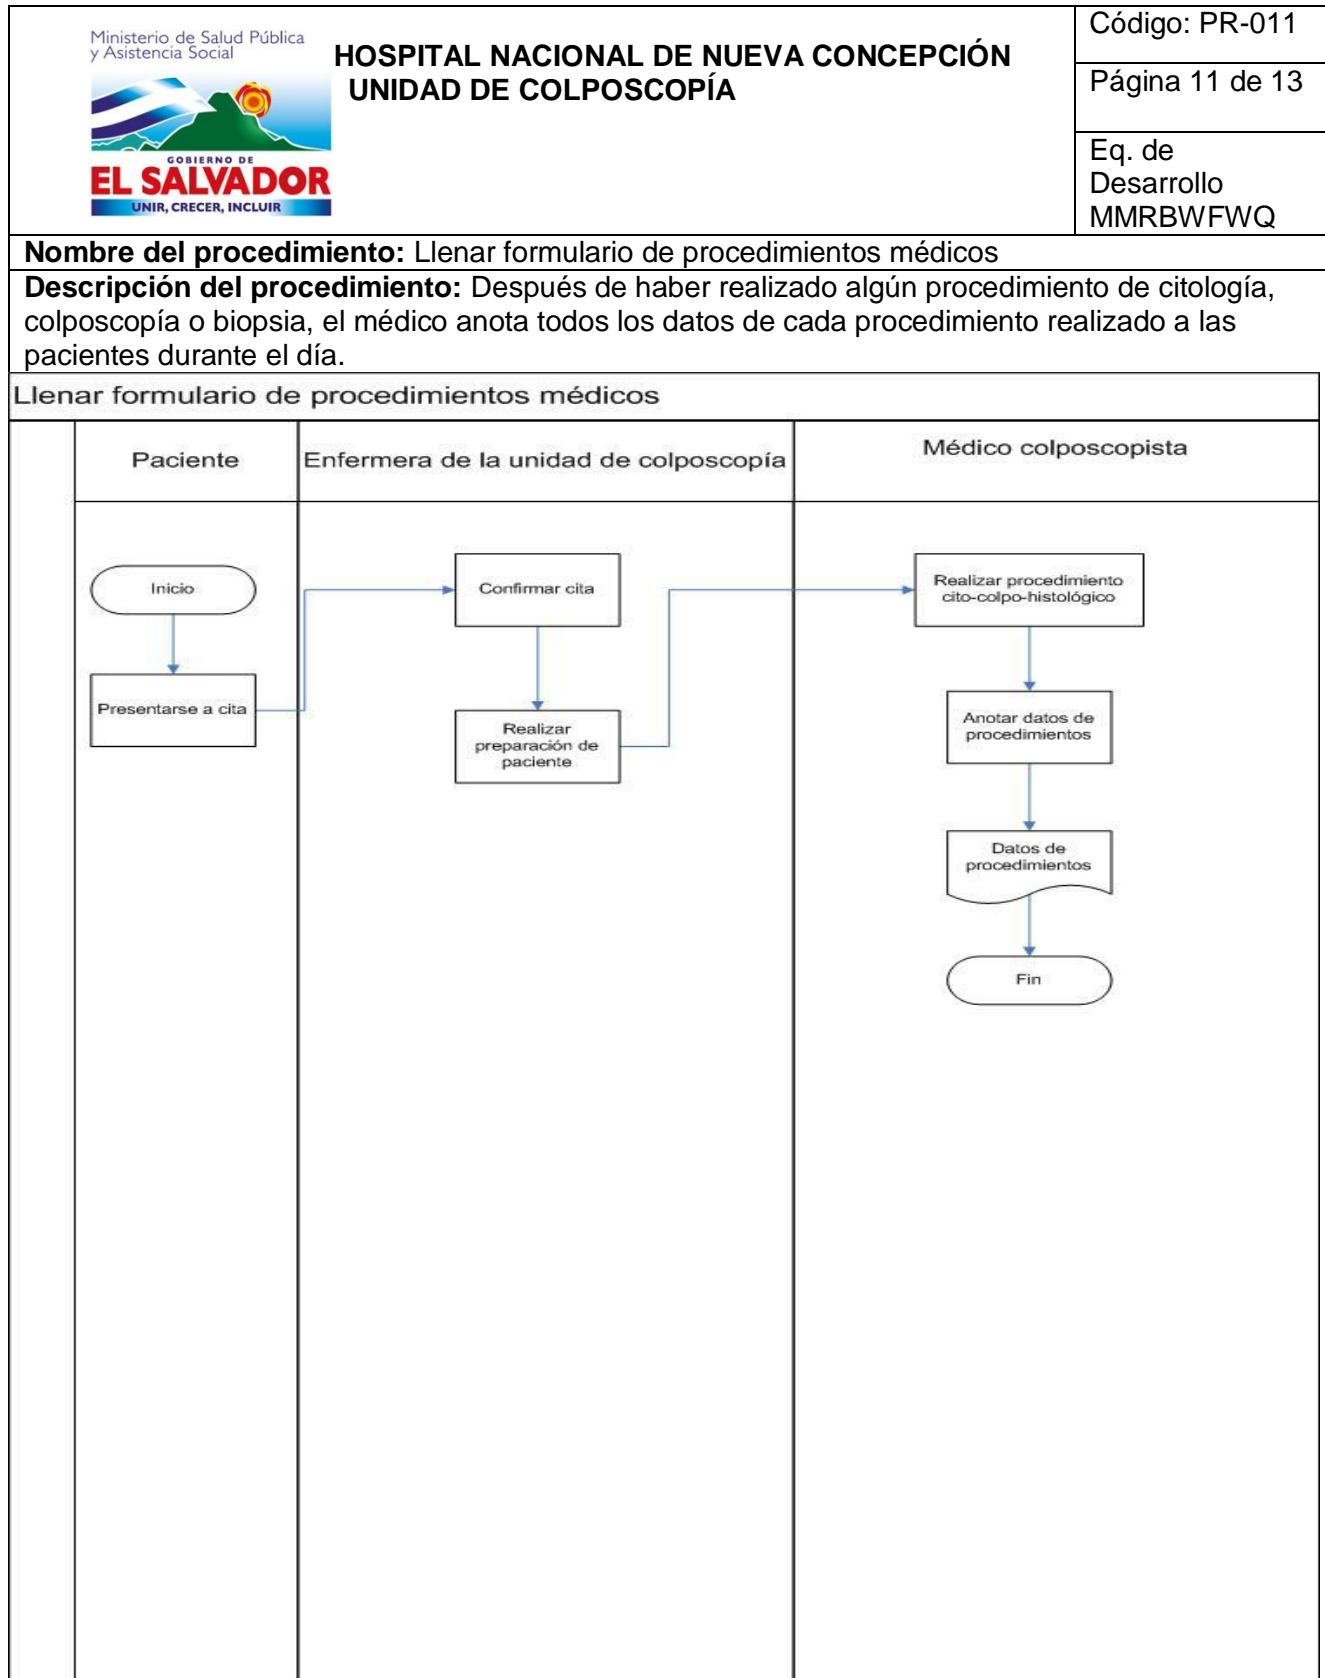 Ministerio de Salud Pública
y Asistencia Social
GOBIERNO DE
EL SALVADOR
UNIR, CRECER, INCLUIR
HOSPITAL NACIONAL DE NUEVA CONCEPCIÓN
UNIDAD DE COLPOSCOPÍA
Código: PR-011
Página 11 de 13
Eq. de
Desarrollo
MMRBWFWQ
Nombre del procedimiento: Llenar formulario de procedimientos médicos
Descripción del procedimiento: Después de haber realizado algún procedimiento de citología,
colposcopía o biopsia, el médico anota todos los datos de cada procedimiento realizado a las
pacientes durante el día.
Llenar formulario de procedimientos médicos
Paciente
Enfermera de la unidad de colposcopía
Médico colposcopista
Inicio
Presentarse a cita
Confirmar cita
Realizar
preparación de
paciente
Realizar procedimiento
cito-colpo-histológico
Anotar datos de
procedimientos
Datos de
procedimientos
Fin